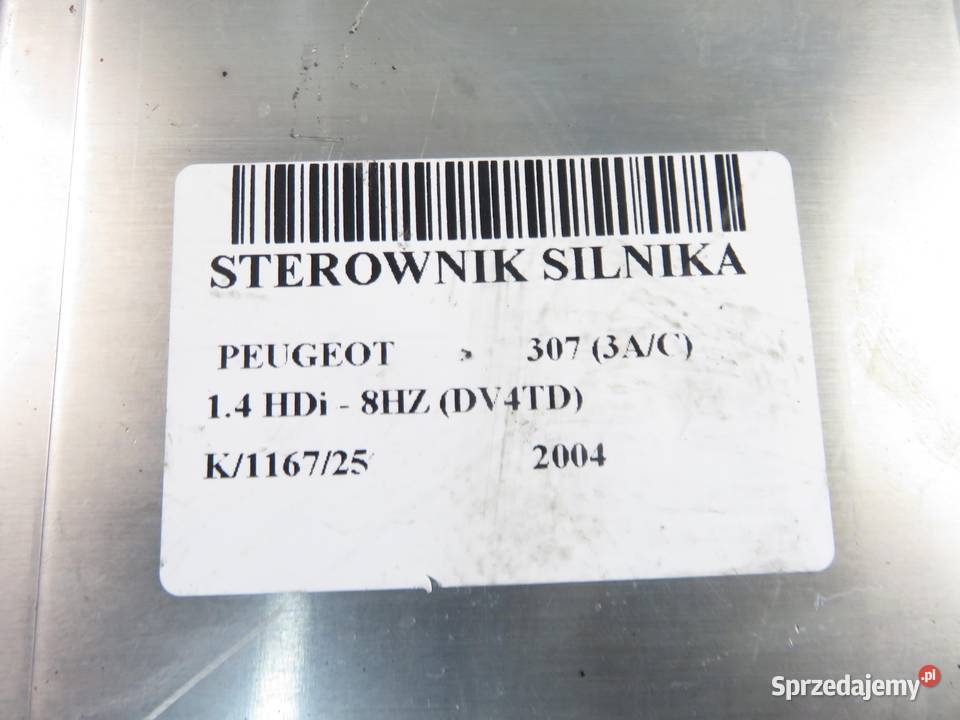 STEROWNIK SILNIKA
PEUGEOT 307 (3A/C)
1.4 HDi - 8HZ (DV4TD)
K/1167/25 2004
Sprzedajemy.pl